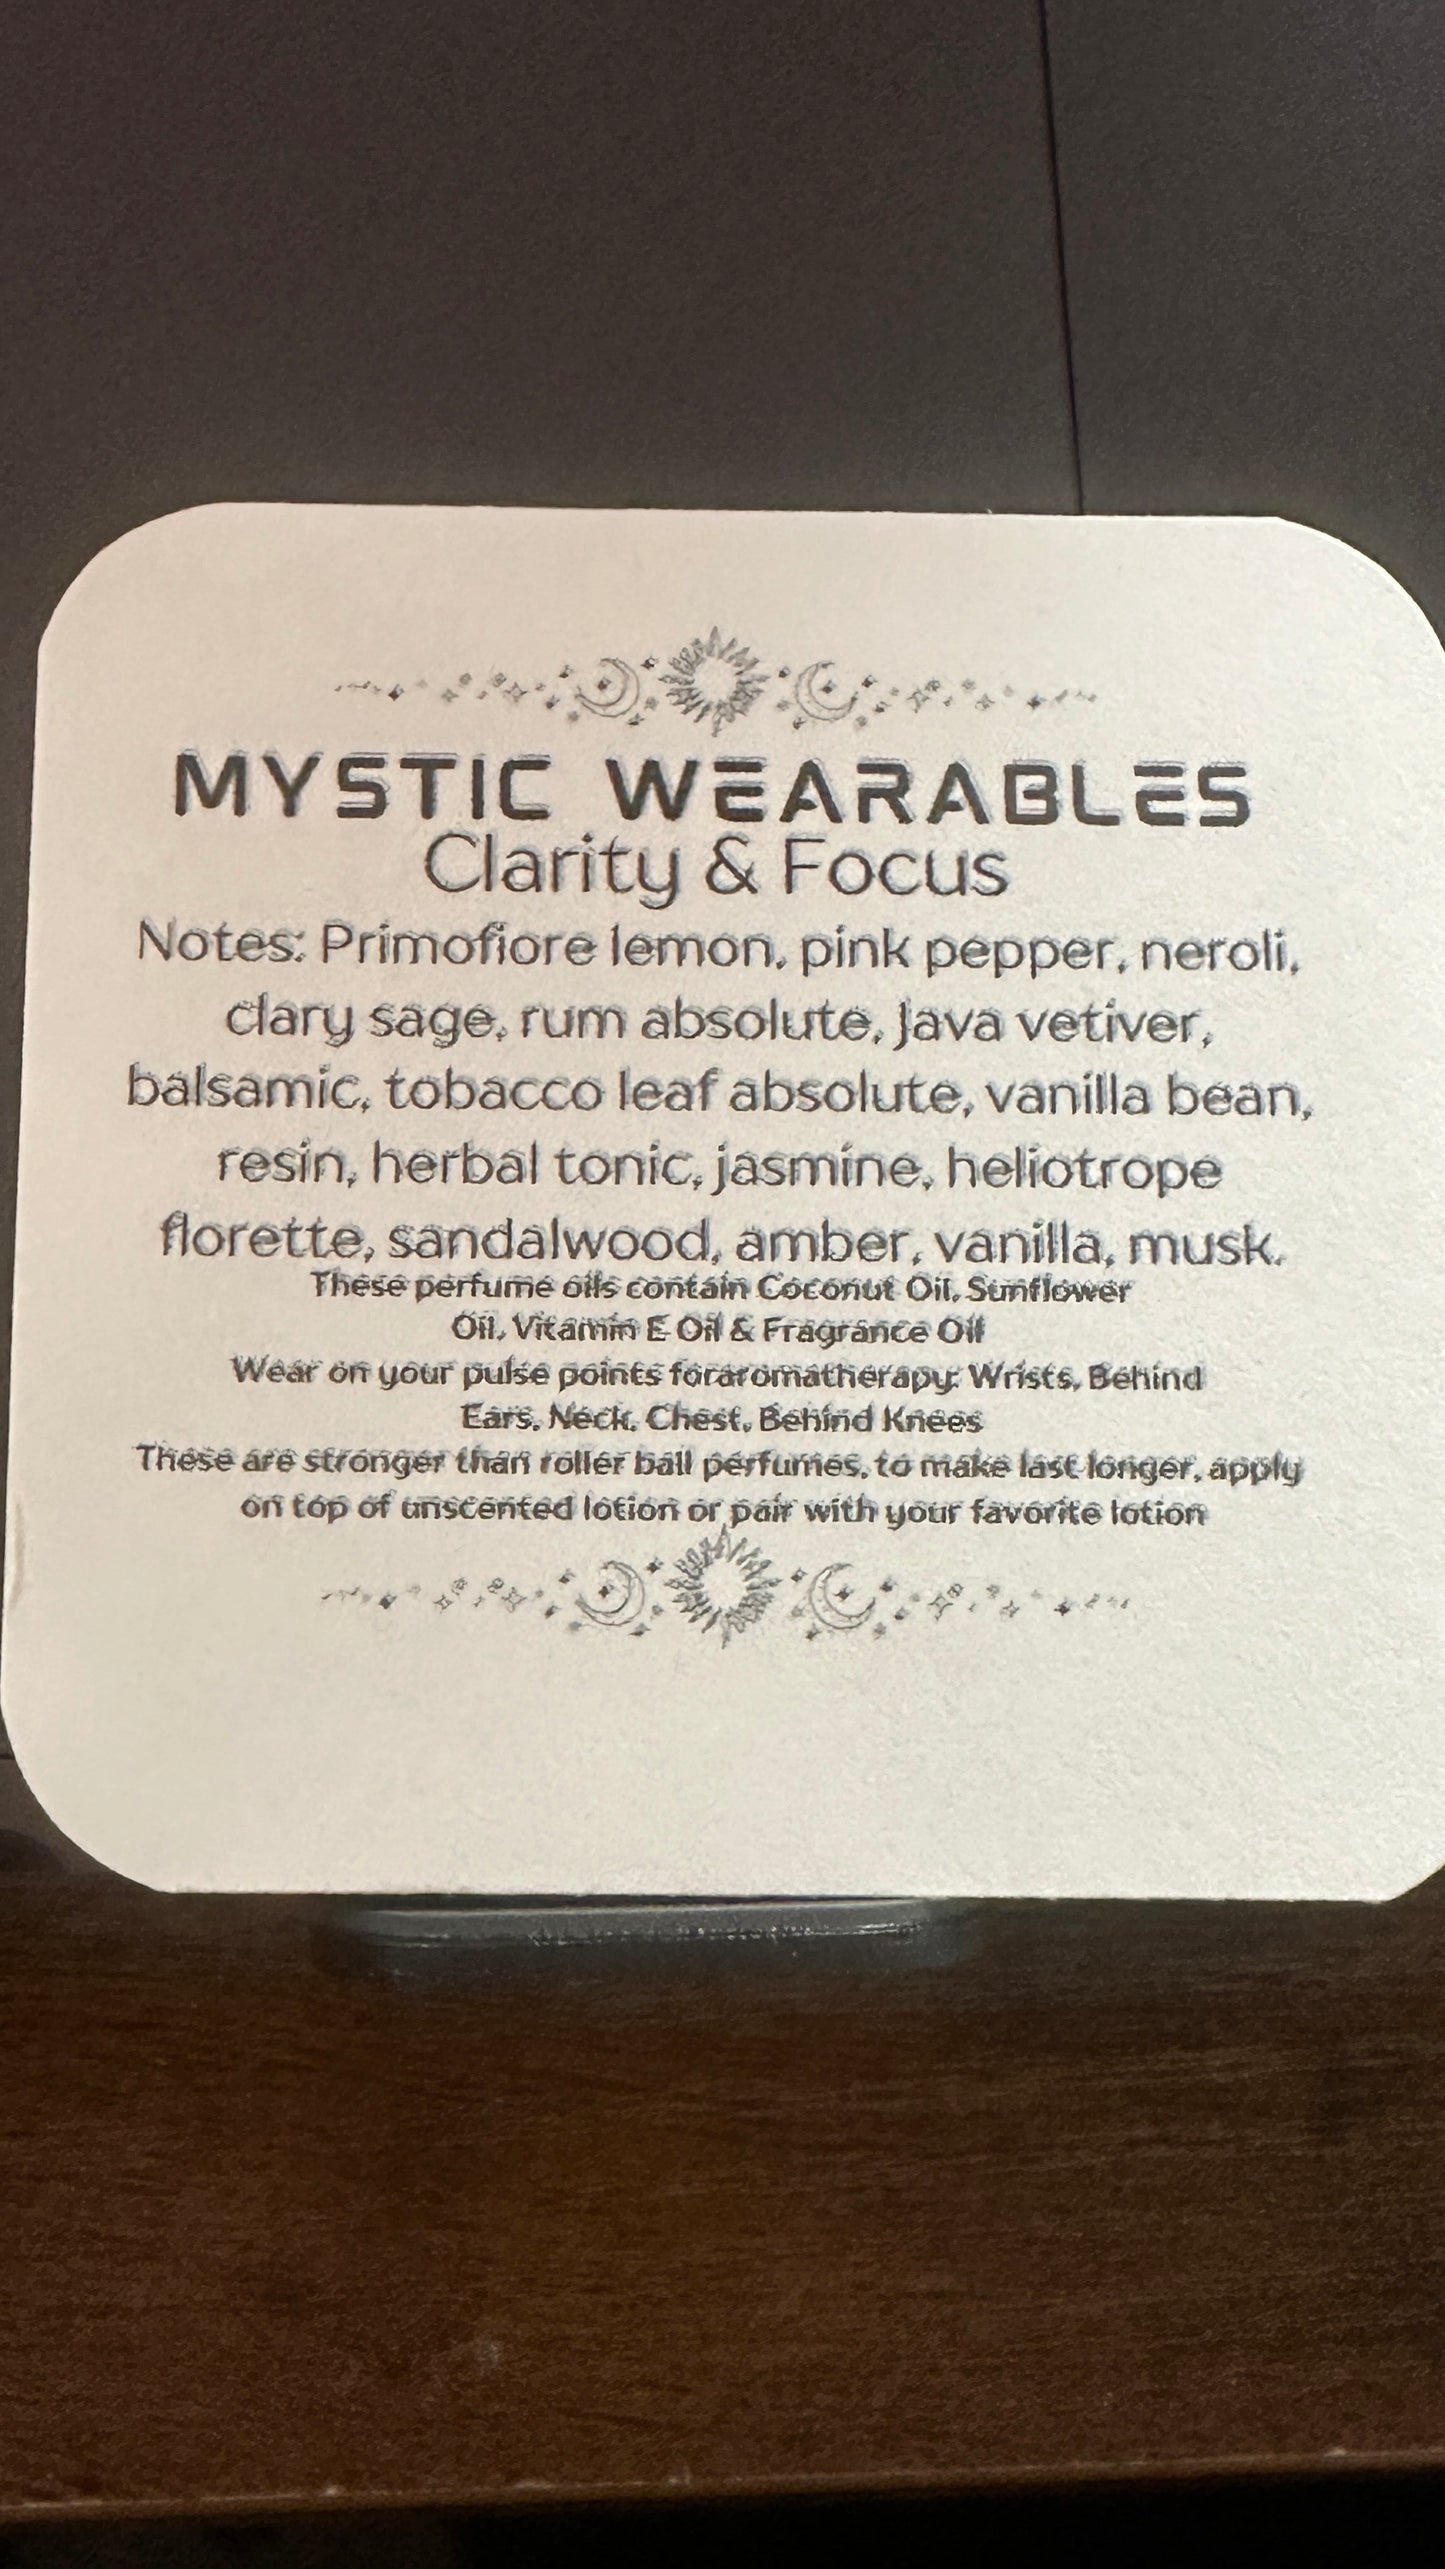 MYSTIC WEARABLES
Clarity & Focus
Notes: Primofiore lemon, pink pepper, neroli,
clary sage, rum absolute, Java vetiver,
balsamic, tobacco leaf absolute, vanilla bean,
resin, herbal tonic, jasmine, heliotrope
florette, sandalwood, amber, vanilla, musk.
These perfume oils contain Coconut Oil, Sunflower
Oil, Vitamin E Oil & Fragrance Oil
Wear on your pulse points foraromatherapy: Wrists, Behind
Ears, Neck, Chest, Behind Knees
These are stronger than roller ball perfumes, to make last longer, apply
on top of unscented lotion or pair with your favorite lotion